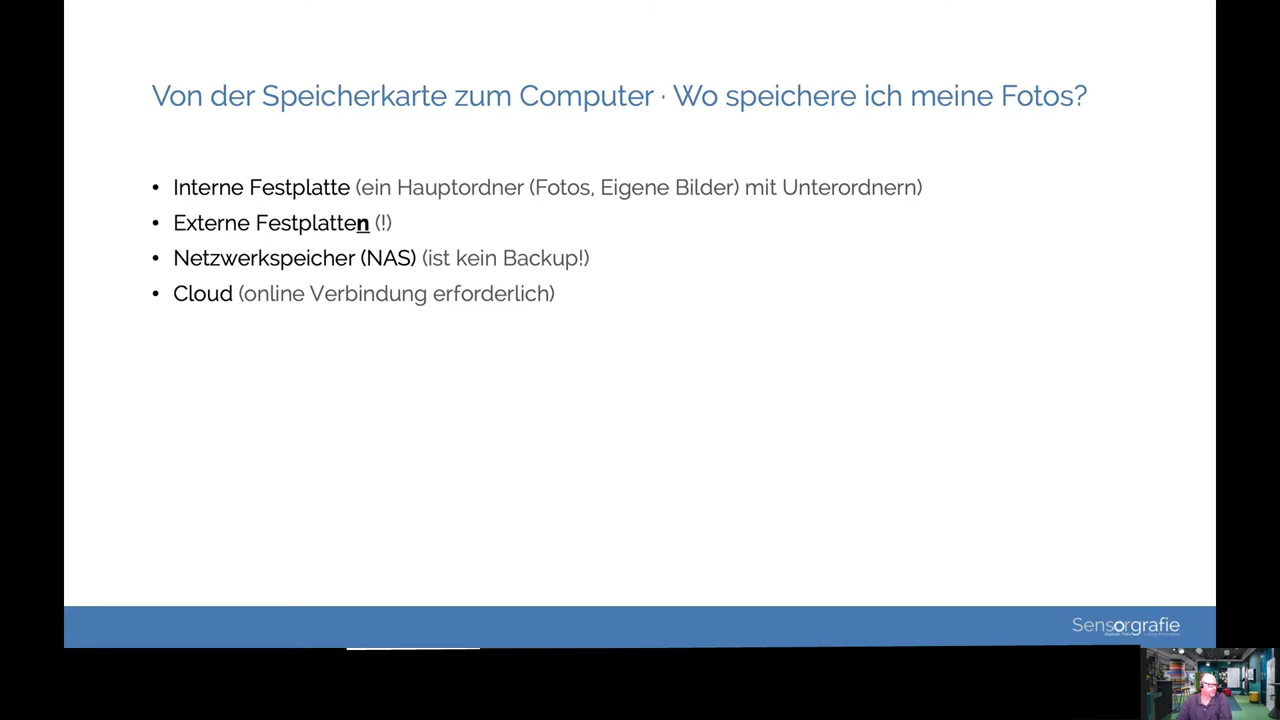 Von der Speicherkarte zum Computer · Wo speichere ich meine Fotos?
• Interne Festplatte (ein Hauptordner (Fotos, Eigene Bilder) mit Unterordnern)
• Externe Festplatten (!)
• Netzwerkspeicher (NAS) (ist kein Backup!)
• Cloud (online Verbindung erforderlich)
Sensorgrafie